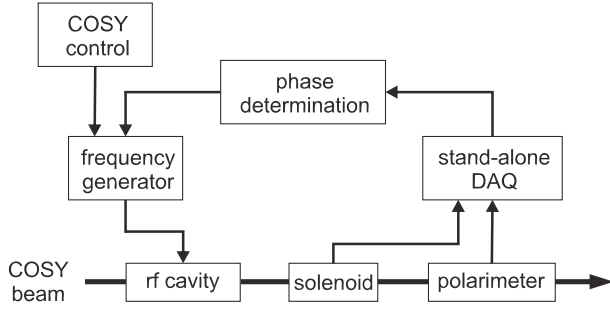 COSY
control
phase
determination
frequency
generator
stand-alone
DAQ
COSY
beam
rf cavity
solenoid
polarimeter